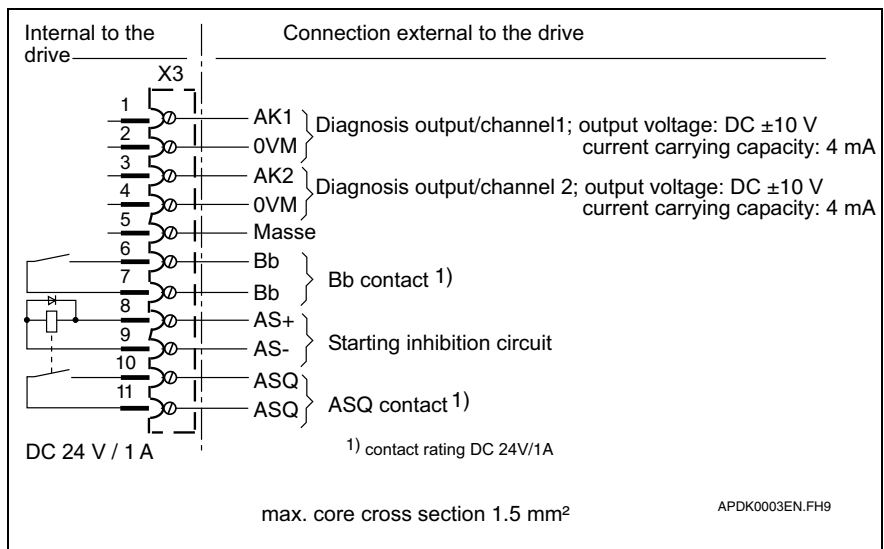 Internal to the drive
Connection external to the drive
X3
1 AK1
2 0VM
Diagnosis output/channel1; output voltage: DC ±10 V
current carrying capacity: 4 mA
3 AK2
4 0VM
Diagnosis output/channel 2; output voltage: DC ±10 V
current carrying capacity: 4 mA
5 Masse
6 Bb
7 Bb
Bb contact 1)
8 AS+
9 AS-
Starting inhibition circuit
10 ASQ
11 ASQ
ASQ contact 1)
DC 24 V / 1 A
1) contact rating DC 24V/1A
max. core cross section 1.5 mm²
APDK0003EN.FH9